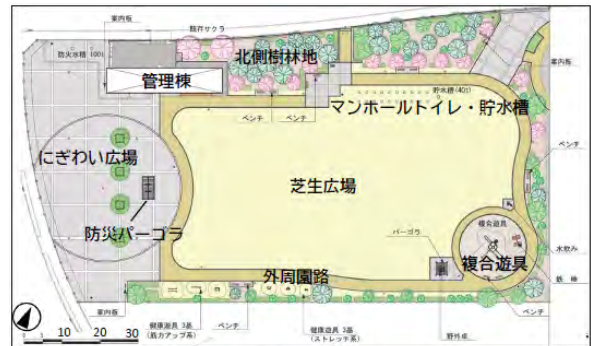 案内板
既存サクラ
防火水槽 100t
北側樹林地
管理棟
案内板
貯水槽(40t)
マンホールトイレ・貯水槽
ベンチ
ベンチ
ベンチ
にぎわい広場
芝生広場
防災パーゴラ
パーゴラ
複合遊具
複合遊具
水飲み
外周園路
鉄棒
案内板
健康遊具 3基
(筋力アップ系)
ベンチ
健康遊具 3基
(ストレッチ系)
野外卓
ベンチ
10 20 30